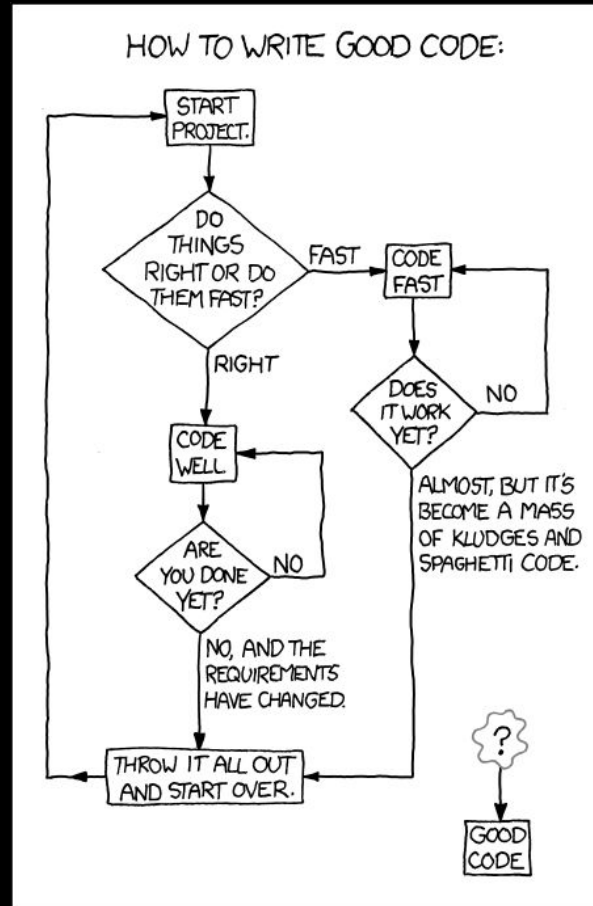 HOW TO WRITE GOOD CODE:
START
PROJECT.
DO
THINGS
RIGHT OR DO
THEM FAST?
FAST
CODE
FAST
RIGHT
DOES
IT WORK
YET?
NO
CODE
WELL
ALMOST, BUT IT'S
BECOME A MASS
OF KLUDGES AND
SPAGHETTI CODE.
ARE
YOU DONE
YET?
NO
NO, AND THE
REQUIREMENTS
HAVE CHANGED.
THROW IT ALL OUT
AND START OVER.
?
GOOD
CODE